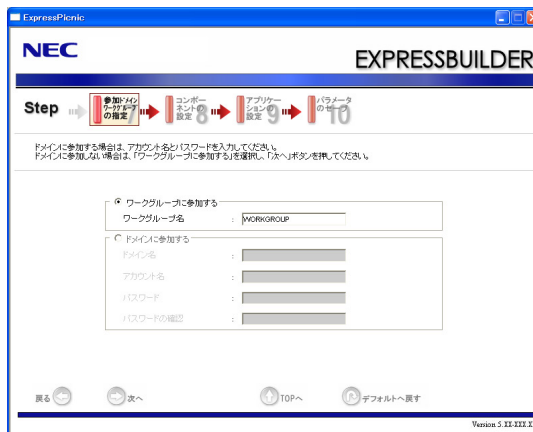 ExpressPicnic
NEC
EXPRESSBUILDER
Step
参加ドメイン
ワークグループ
の指定 7
コンポー
ネントの
設定 8
アプリケー
ションの
設定 9
パラメータ
のセーブ
10
ドメインに参加する場合は、アカウント名とパスワードを入力してください。
ドメインに参加しない場合は、「ワークグループに参加する」を選択し、「次へ」ボタンを押してください。
ワークグループに参加する
ワークグループ名 : WORKGROUP
ドメインに参加する
ドメイン名 :
アカウント名 :
パスワード :
パスワードの確認 :
戻る 次へ TOPへ デフォルトへ戻す
Version 5.XX-XXX.X